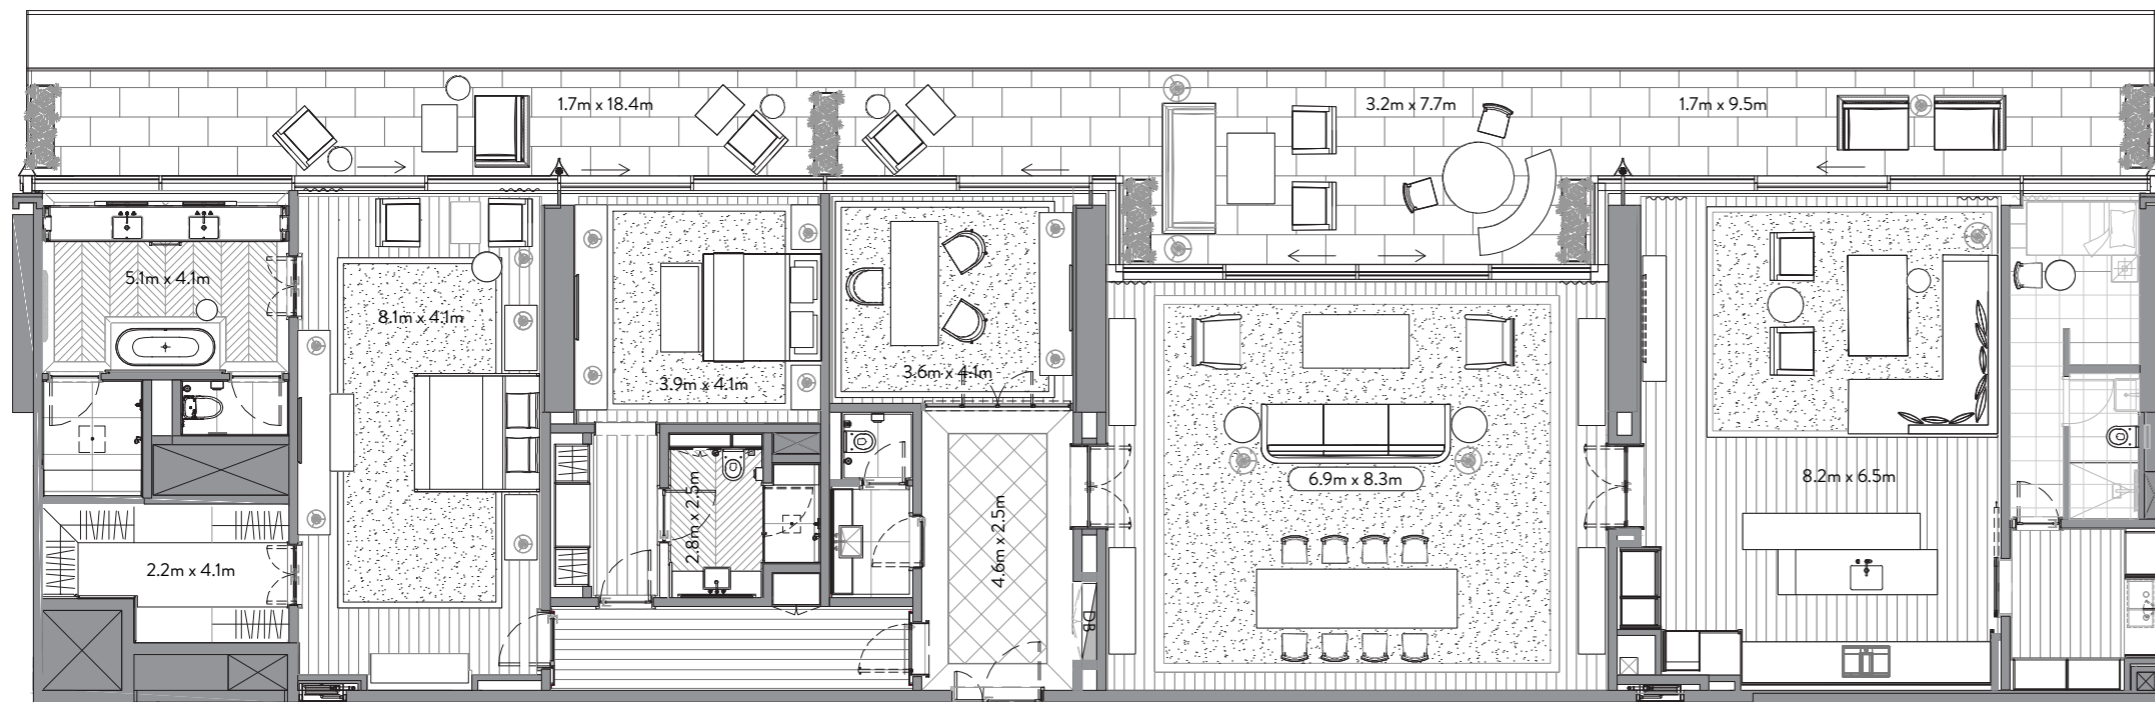 1.7m x 18.4m
3.2m x 7.7m
1.7m x 9.5m
5.1m x 4.1m
8.1m x 4.1m
3.9m x 4.1m
3.6m x 4.1m
6.9m x 8.3m
8.2m x 6.5m
2.8m x 2.5m
4.6m x 2.5m
2.2m x 4.1m
DB